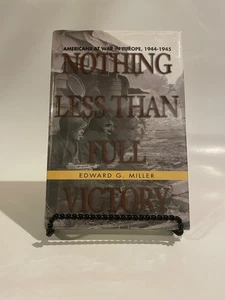 AMERICANS AT WAR IN EUROPE, 1944-1945
NOTHING
LESS THAN
FULL
EDWARD G. MILLER
VICTORY